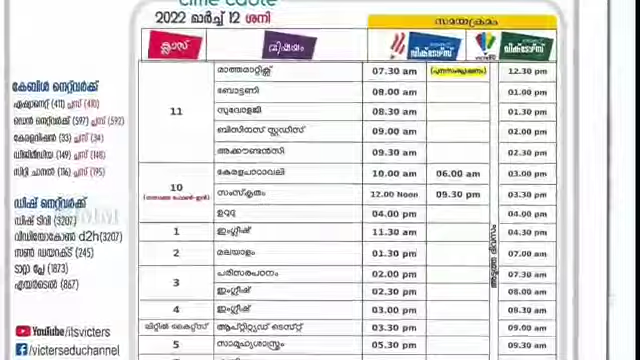 time table
2022 മാർച്ച് 12 ശനി
സമയക്രമം
ക്ലാസ്
വിഷയം
വിക്ടേഴ്സ്
വിക്ടേഴ്സ്
മാത്തമാറ്റിക്സ് 07.30 am (പുനഃസംപ്രേഷണം) 12.30 pm
ബോട്ടണി 08.00 am 01.00 pm
11 സുവോളജി 08.30 am 01.30 pm
ബിസിനസ് സ്റ്റഡീസ് 09.00 am 02.00 pm
അക്കൗണ്ടൻസി 09.30 am 02.30 pm
10 കേരളപാഠാവലി 10.00 am 06.00 am 03.00 pm
സംസ്കൃതം 12.00 Noon 09.30 pm 03.30 pm
ഉറുദു 04.00 pm 04.00 pm
1 ഇംഗ്ലീഷ് 11.30 am 04.30 pm
2 മലയാളം 01.30 pm 07.00 pm
3 പരിസരപഠനം 02.00 pm 07.30 am
ഇംഗ്ലീഷ് 02.30 pm 08.00 am
4 ഇംഗ്ലീഷ് 03.00 pm 08.30 am
ലിറ്റിൽ കൈറ്റ്സ് ആപ്റ്റിറ്റ്യൂഡ് ടെസ്റ്റ് 03.30 pm 09.00 am
5 സാമൂഹ്യശാസ്ത്രം 05.30 pm 09.30 am
അടുത്ത ദിവസം
കേബിൾ നെറ്റ്‌വർക്ക്
ഏഷ്യാനെറ്റ് (411) പ്ലസ് (410)
ഡെൻ നെറ്റ്‌വർക്ക് (597) പ്ലസ് (592)
കേരളവിഷൻ (33) പ്ലസ് (34)
ഡിജിമീഡിയ (149) പ്ലസ് (148)
സിറ്റി ചാനൽ (116) പ്ലസ് (195)
ഡിഷ് നെറ്റ്‌വർക്ക്
ഡിഷ് ടിവി (3207)
വീഡിയോകോൺ d2h(3207)
സൺ ഡയറക്ട് (245)
ടാറ്റാ പ്ലേ (1873)
എയർടെൽ (867)
YouTube/itsvicters
/victerseduchannel